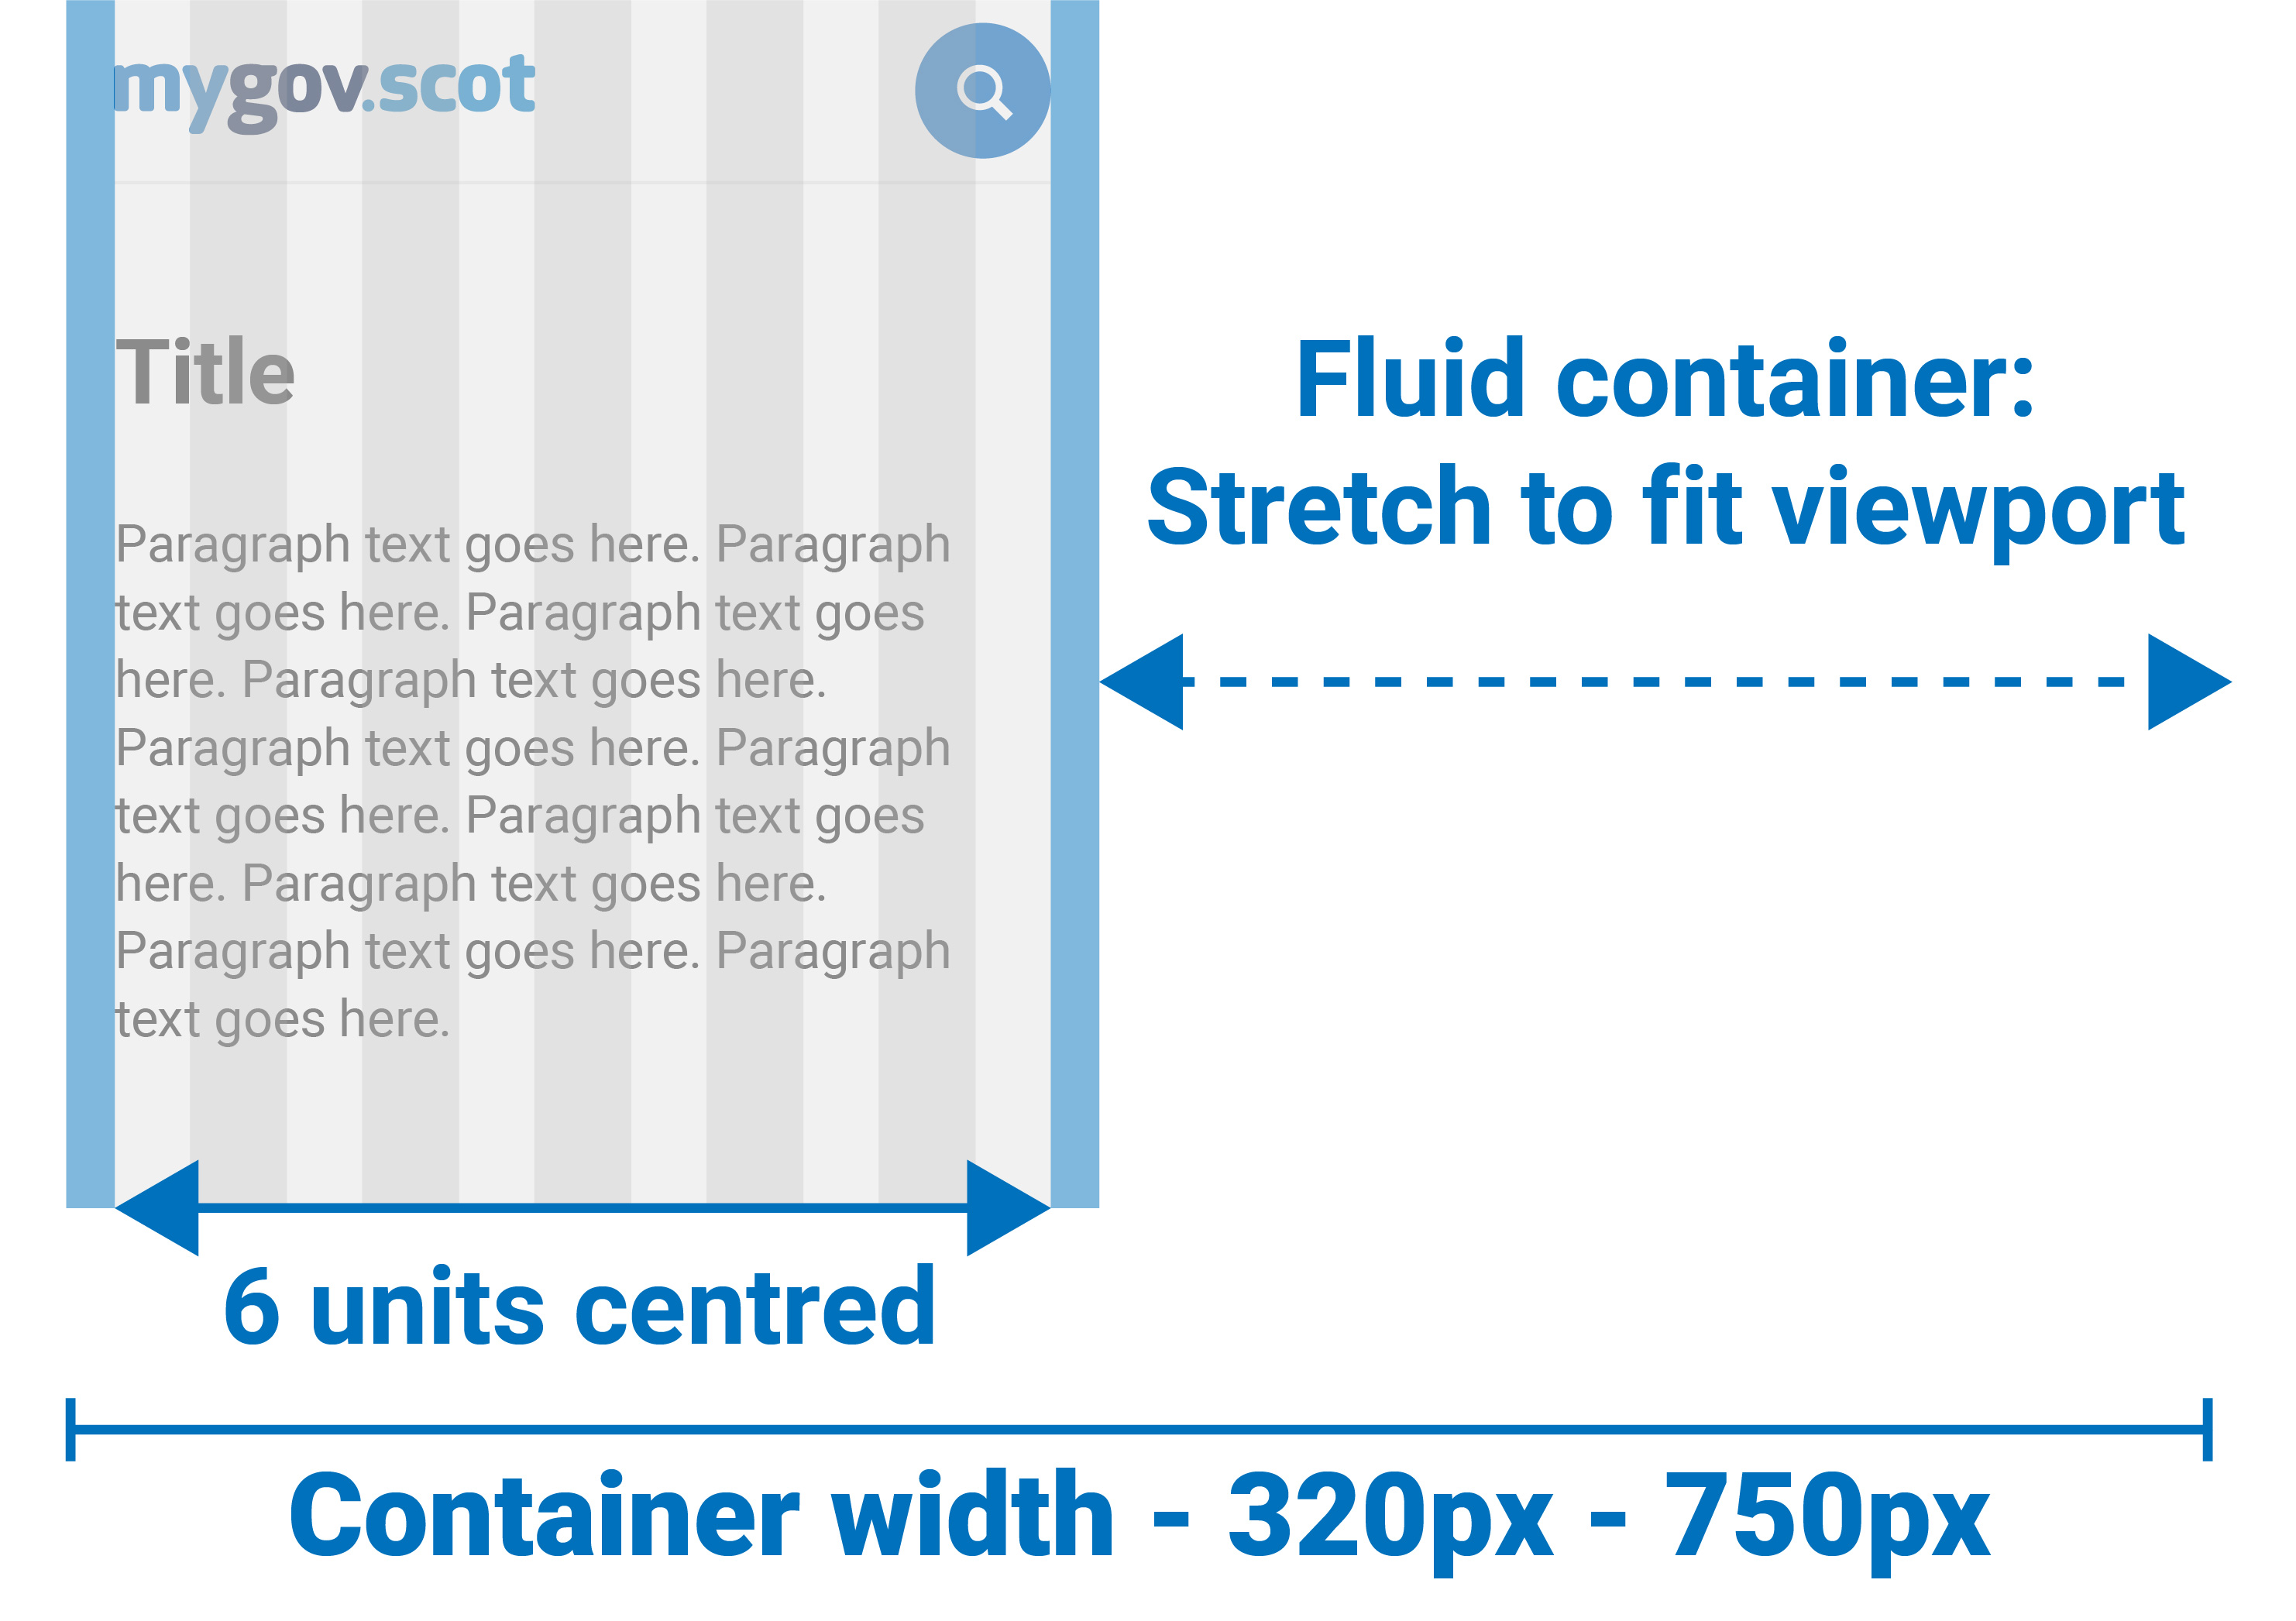 mygov.scot
Title
Paragraph text goes here. Paragraph
text goes here. Paragraph text goes
here. Paragraph text goes here.
Paragraph text goes here. Paragraph
text goes here. Paragraph text goes
here. Paragraph text goes here.
Paragraph text goes here. Paragraph
text goes here.
Fluid container:
Stretch to fit viewport
6 units centred
Container width - 320px - 750px